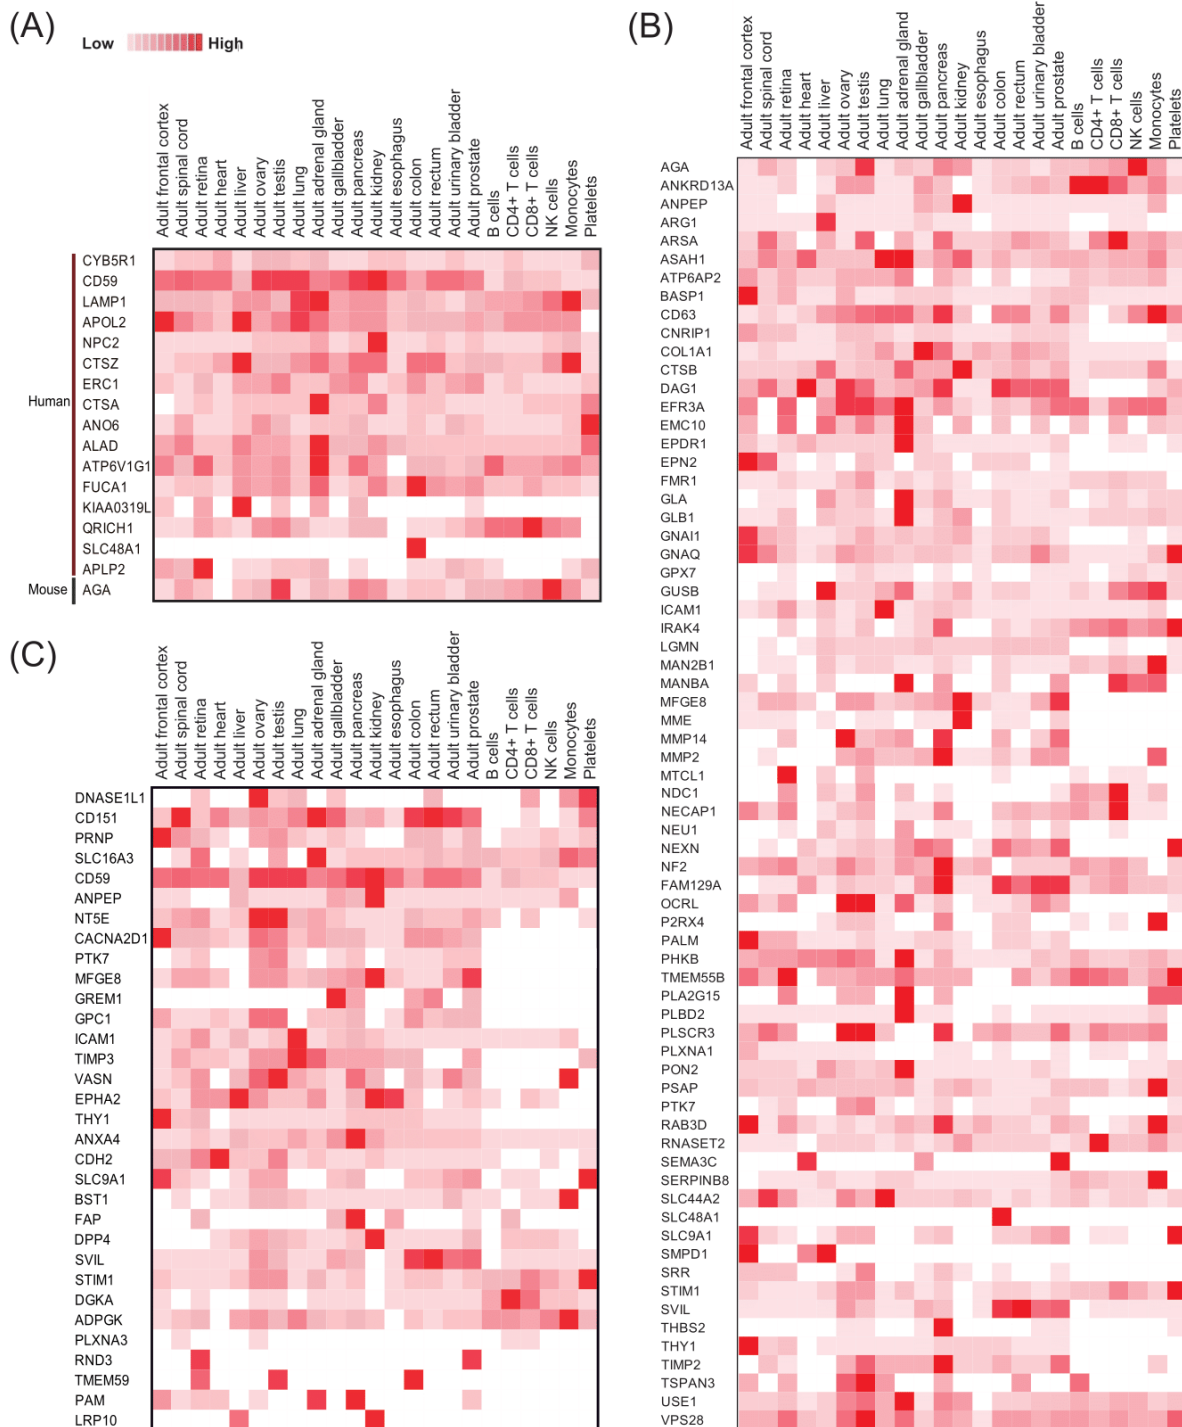 (A)
Low High
Adult frontal cortex
Adult spinal cord
Adult retina
Adult heart
Adult liver
Adult ovary
Adult testis
Adult lung
Adult adrenal gland
Adult gallbladder
Adult pancreas
Adult kidney
Adult esophagus
Adult colon
Adult rectum
Adult urinary bladder
Adult prostate
B cells
CD4+ T cells
CD8+ T cells
NK cells
Monocytes
Platelets
Human
CYB5R1
CD59
LAMP1
APOL2
NPC2
CTSZ
ERC1
CTSA
ANO6
ALAD
ATP6V1G1
FUCA1
KIAA0319L
QRICH1
SLC48A1
APLP2
Mouse
AGA
(B)
Adult frontal cortex
Adult spinal cord
Adult retina
Adult heart
Adult liver
Adult ovary
Adult testis
Adult lung
Adult adrenal gland
Adult gallbladder
Adult pancreas
Adult kidney
Adult esophagus
Adult colon
Adult rectum
Adult urinary bladder
Adult prostate
B cells
CD4+ T cells
CD8+ T cells
NK cells
Monocytes
Platelets
AGA
ANKRD13A
ANPEP
ARG1
ARSA
ASAH1
ATP6AP2
BASP1
CD63
CNRIP1
COL1A1
CTSB
DAG1
EFR3A
EMC10
EPDR1
EPN2
FMR1
GLA
GLB1
GNAI1
GNAQ
GPX7
GUSB
ICAM1
IRAK4
LGMN
MAN2B1
MANBA
MFGE8
MME
MMP14
MMP2
MTCL1
NDC1
NECAP1
NEU1
NEXN
NF2
FAM129A
OCRL
P2RX4
PALM
PHKB
TMEM55B
PLA2G15
PLBD2
PLSCR3
PLXNA1
PON2
PSAP
PTK7
RAB3D
RNASET2
SEMA3C
SERPINB8
SLC44A2
SLC48A1
SLC9A1
SMPD1
SRR
STIM1
SVIL
THBS2
THY1
TIMP2
TSPAN3
USE1
VPS28
(C)
Adult frontal cortex
Adult spinal cord
Adult retina
Adult heart
Adult liver
Adult ovary
Adult testis
Adult lung
Adult adrenal gland
Adult gallbladder
Adult pancreas
Adult kidney
Adult esophagus
Adult colon
Adult rectum
Adult urinary bladder
Adult prostate
B cells
CD4+ T cells
CD8+ T cells
NK cells
Monocytes
Platelets
DNASE1L1
CD151
PRNP
SLC16A3
CD59
ANPEP
NT5E
CACNA2D1
PTK7
MFGE8
GREM1
GPC1
ICAM1
TIMP3
VASN
EPHA2
THY1
ANXA4
CDH2
SLC9A1
BST1
FAP
DPP4
SVIL
STIM1
DGKA
ADPGK
PLXNA3
RND3
TMEM59
PAM
LRP10